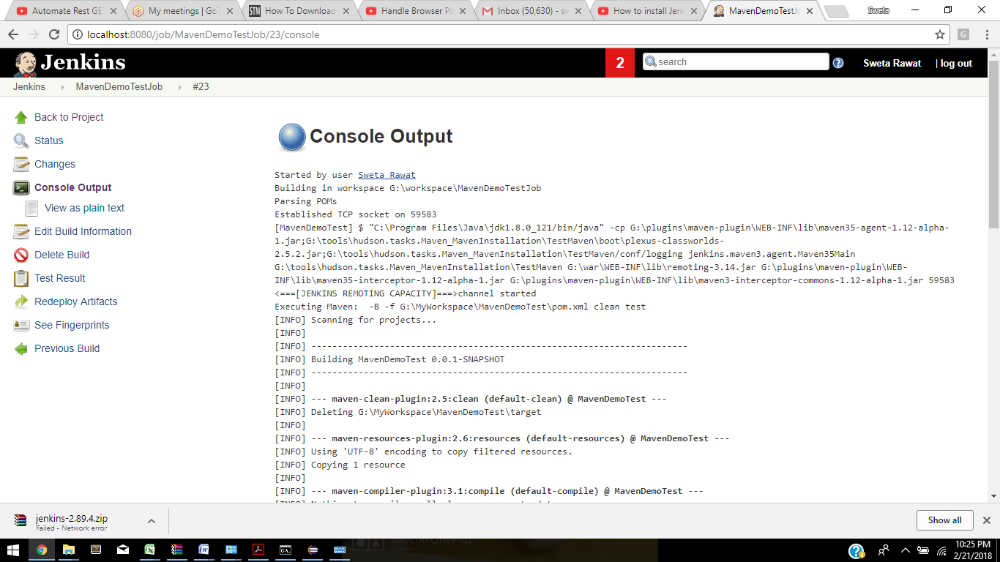 Automate Rest GE
My meetings | GoT
How To Download
Handle Browser Po
Inbox (50,630) - sw
How to install Jenk
MavenDemoTestJo
Sweta
localhost:8080/job/MavenDemoTestJob/23/console
G
Jenkins
2
search
?
Sweta Rawat
| log out
Jenkins
MavenDemoTestJob
#23
Back to Project
Status
Changes
Console Output
View as plain text
Edit Build Information
Delete Build
Test Result
Redeploy Artifacts
See Fingerprints
Previous Build
Console Output
Started by user Sweta Rawat
Building in workspace G:\workspace\MavenDemoTestJob
Parsing POMs
Established TCP socket on 59583
[MavenDemoTest] $ "C:\Program Files\Java\jdk1.8.0_121/bin/java" -cp G:\plugins\maven-plugin\WEB-INF\lib\maven35-agent-1.12-alpha-
1.jar;G:\tools\hudson.tasks.Maven_MavenInstallation\TestMaven\boot\plexus-classworlds-
2.5.2.jar;G:\tools\hudson.tasks.Maven_MavenInstallation\TestMaven/conf/logging jenkins.maven3.agent.Maven35Main
G:\tools\hudson.tasks.Maven_MavenInstallation\TestMaven G:\war\WEB-INF\lib\remoting-3.14.jar G:\plugins\maven-plugin\WEB-
INF\lib\maven35-interceptor-1.12-alpha-1.jar G:\plugins\maven-plugin\WEB-INF\lib\maven3-interceptor-commons-1.12-alpha-1.jar 59583
<===[JENKINS REMOTING CAPACITY]===>channel started
Executing Maven:  -B -f G:\MyWorkspace\MavenDemoTest\pom.xml clean test
[INFO] Scanning for projects...
[INFO]
[INFO] ------------------------------------------------------------------------
[INFO] Building MavenDemoTest 0.0.1-SNAPSHOT
[INFO] ------------------------------------------------------------------------
[INFO]
[INFO] --- maven-clean-plugin:2.5:clean (default-clean) @ MavenDemoTest ---
[INFO] Deleting G:\MyWorkspace\MavenDemoTest\target
[INFO]
[INFO] --- maven-resources-plugin:2.6:resources (default-resources) @ MavenDemoTest ---
[INFO] Using 'UTF-8' encoding to copy filtered resources.
[INFO] Copying 1 resource
[INFO]
[INFO] --- maven-compiler-plugin:3.1:compile (default-compile) @ MavenDemoTest ---
jenkins-2.89.4.zip
Failed - Network error
Show all
Shot on OnePlus
10:25 PM
2/21/2018